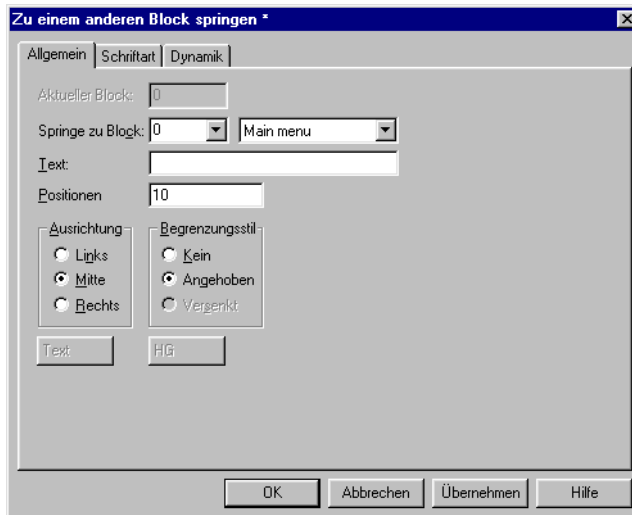 Zu einem anderen Block springen *
Allgemein Schriftart Dynamik
Aktueller Block: 0
Springe zu Block: 0 Main menu
Text:
Positionen 10
Ausrichtung Begrenzungsstil
Links Kein
Mitte Angehoben
Rechts Versenkt
Text HG
OK Abbrechen Übernehmen Hilfe